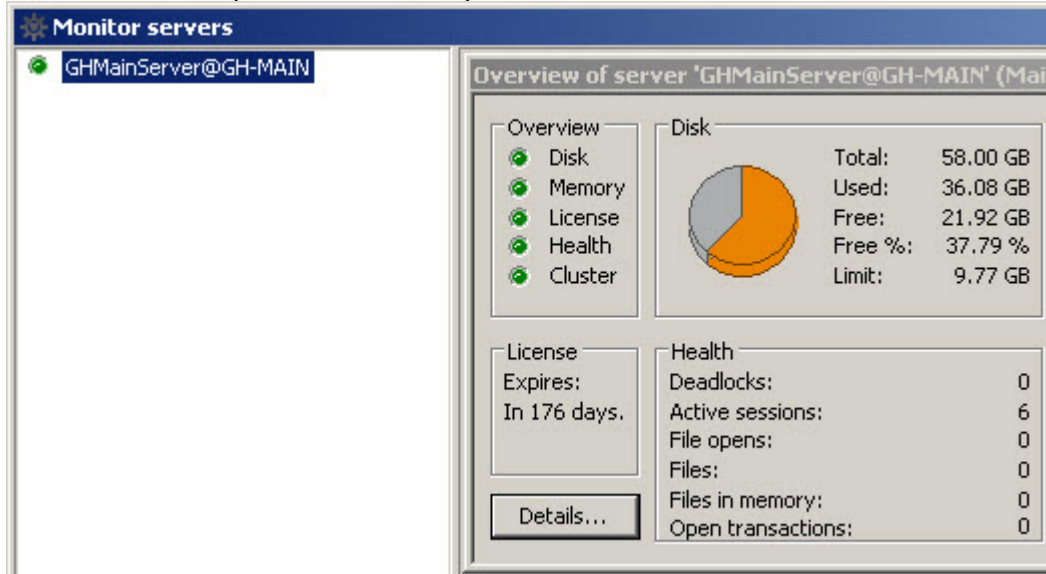 Monitor servers
GHMainServer@GH-MAIN
Overview of server 'GHMainServer@GH-MAIN' (Mai
Overview
Disk
Memory
License
Health
Cluster
Disk
Total: 58.00 GB
Used: 36.08 GB
Free: 21.92 GB
Free %: 37.79 %
Limit: 9.77 GB
License
Expires:
In 176 days.
Details...
Health
Deadlocks: 0
Active sessions: 6
File opens: 0
Files: 0
Files in memory: 0
Open transactions: 0